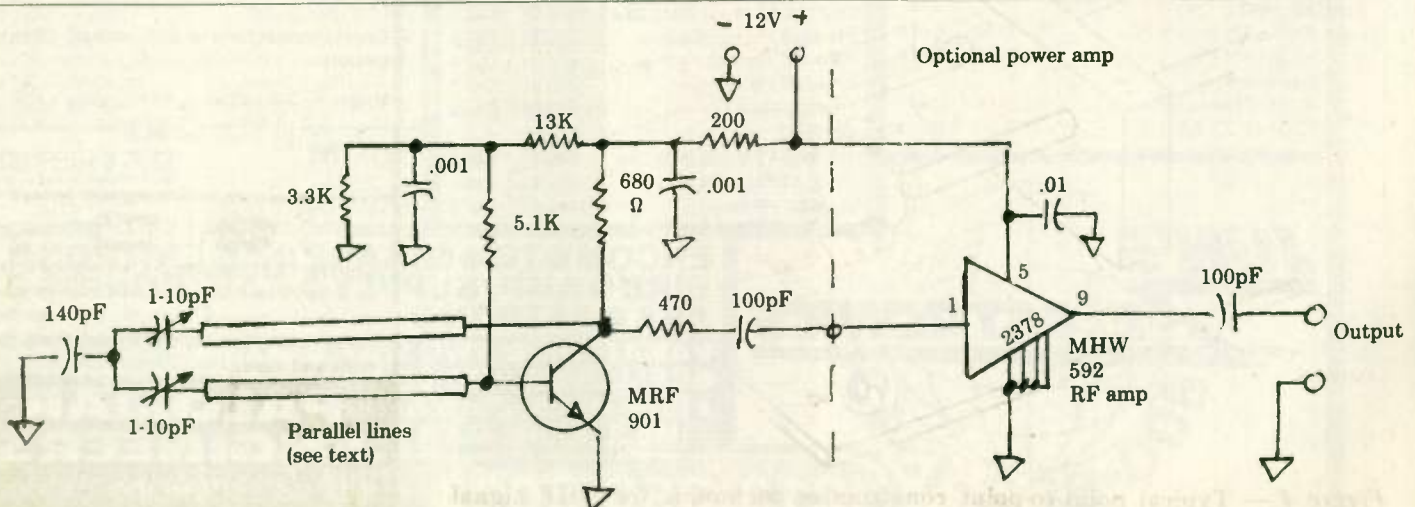 - 12V +
Optional power amp
13K
200
.001
680
Ω
.001
3.3K
5.1K
.01
5
140pF
1-10pF
470
100pF
1
2378
9
100pF
Output
MHW
592
RF amp
MRF
901
1-10pF
Parallel lines
(see text)